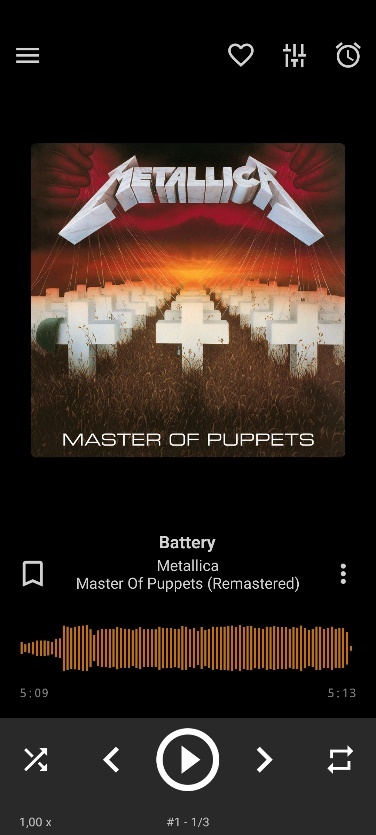 METALLICA
MASTER OF PUPPETS
Battery
Metallica
Master Of Puppets (Remastered)
5:09 5:13
1,00 x #1 - 1/3